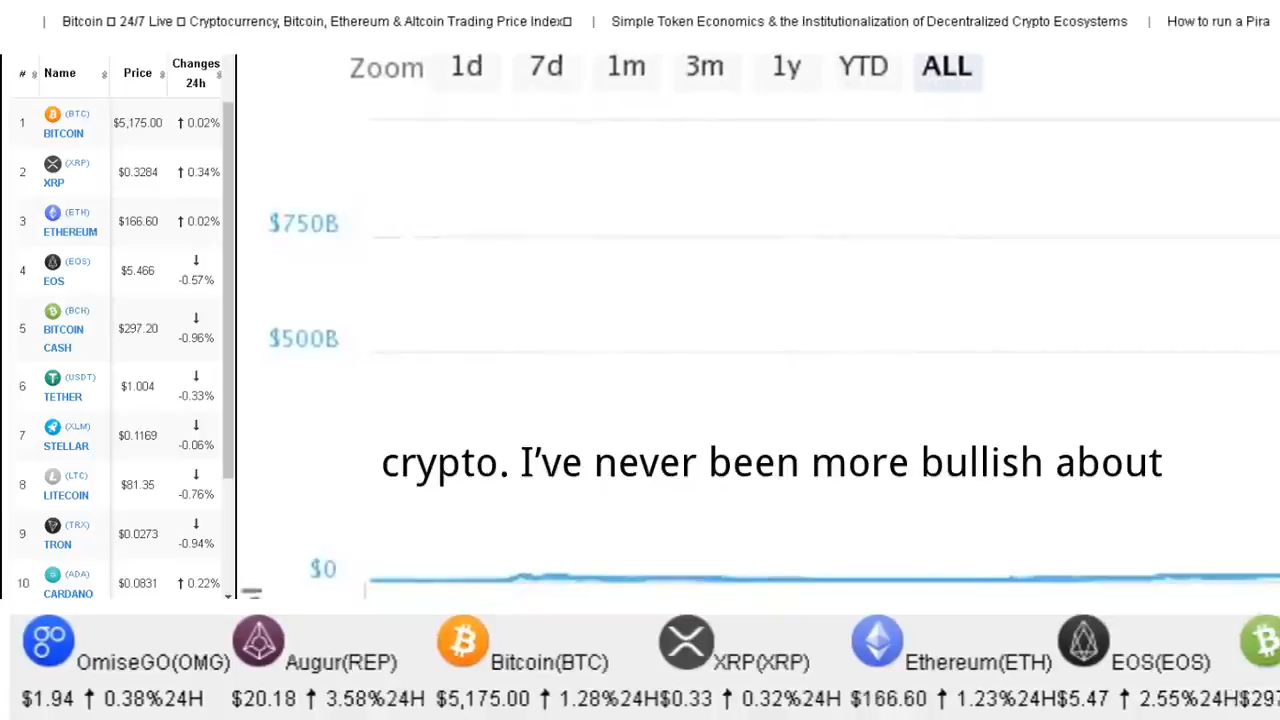 | Bitcoin 24/7 Live Cryptocurrency, Bitcoin, Ethereum & Altcoin Trading Price Index | Simple Token Economics & the Institutionalization of Decentralized Crypto Ecosystems | How to run a Pira
# Name Price Changes 24h
1 (BTC) BITCOIN $5,175.00 ↑ 0.02%
2 (XRP) XRP $0.3284 ↑ 0.34%
3 (ETH) ETHEREUM $166.60 ↑ 0.02%
4 (EOS) EOS $5.466 ↓ -0.57%
5 (BCH) BITCOIN CASH $297.20 ↓ -0.96%
6 (USDT) TETHER $1.004 ↓ -0.33%
7 (XLM) STELLAR $0.1169 ↓ -0.06%
8 (LTC) LITECOIN $81.35 ↓ -0.76%
9 (TRX) TRON $0.0273 ↓ -0.94%
10 (ADA) CARDANO $0.0831 ↑ 0.22%
Zoom 1d 7d 1m 3m 1y YTD ALL
$750B
$500B
crypto. I’ve never been more bullish about
$0
OmiseGO(OMG) Augur(REP) Bitcoin(BTC) XRP(XRP) Ethereum(ETH) EOS(EOS)
$1.94 ↑ 0.38%24H $20.18 ↑ 3.58%24H $5,175.00 ↑ 1.28%24H $0.33 ↑ 0.32%24H $166.60 ↑ 1.23%24H $5.47 ↑ 2.55%24H $297